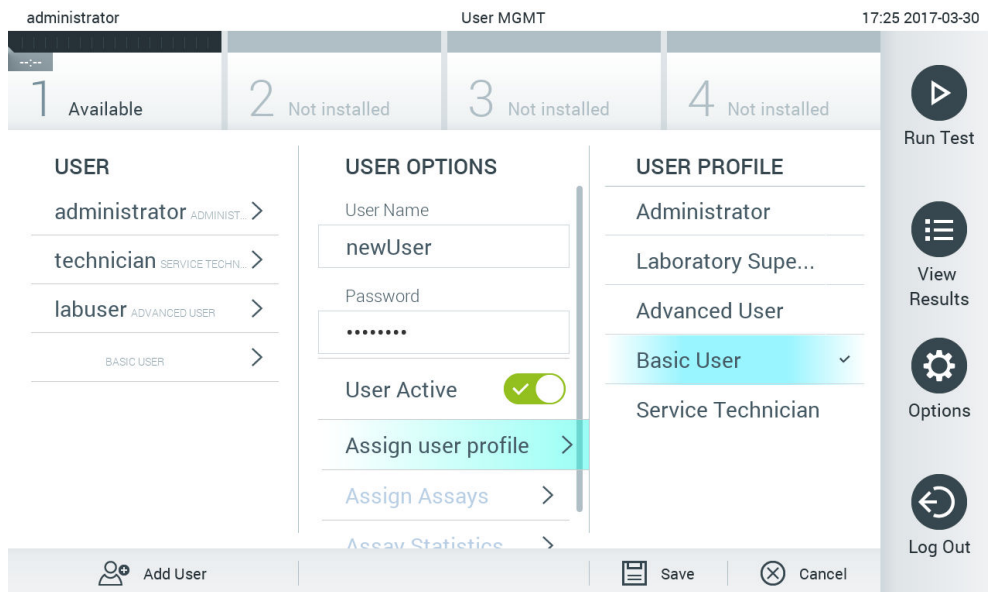 administrator
User MGMT
17:25 2017-03-30
--:--
1 Available
2 Not installed
3 Not installed
4 Not installed
USER
administrator ADMINIST...
technician SERVICE TECHN...
labuser ADVANCED USER
BASIC USER
USER OPTIONS
User Name
newUser
Password
••••••••
User Active
Assign user profile
Assign Assays
Assay Statistics
USER PROFILE
Administrator
Laboratory Supe...
Advanced User
Basic User
Service Technician
Run Test
View
Results
Options
Log Out
Add User
Save
Cancel